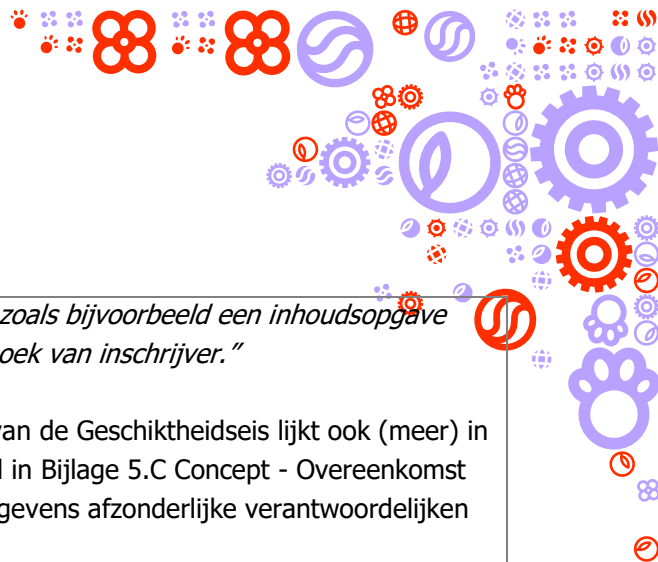 zoals bijvoorbeeld een inhoudsopgave
oek van inschrijver.”
van de Geschiktheidseis lijkt ook (meer) in
d in Bijlage 5.C Concept - Overeenkomst
gevens afzonderlijke verantwoordelijken